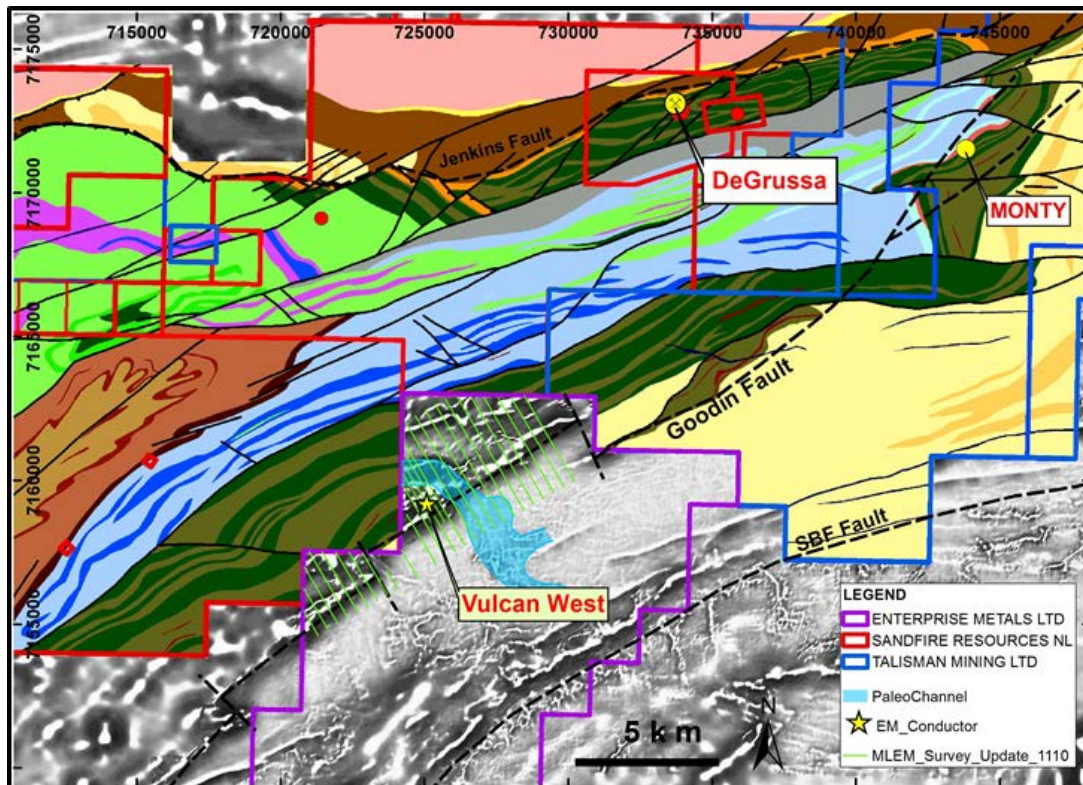 715000
720000
725000
730000
735000
740000
745000
7175000
Jenkins Fault
DeGrussa
7170000
MONTY
7165000
Goodin Fault
7160000
SBF Fault
Vulcan West
7155000
LEGEND
ENTERPRISE METALS LTD
SANDFIRE RESOURCES NL
TALISMAN MINING LTD
PaleoChannel
EM_Conductor
MLEM_Survey_Update_1110
N
5 k m